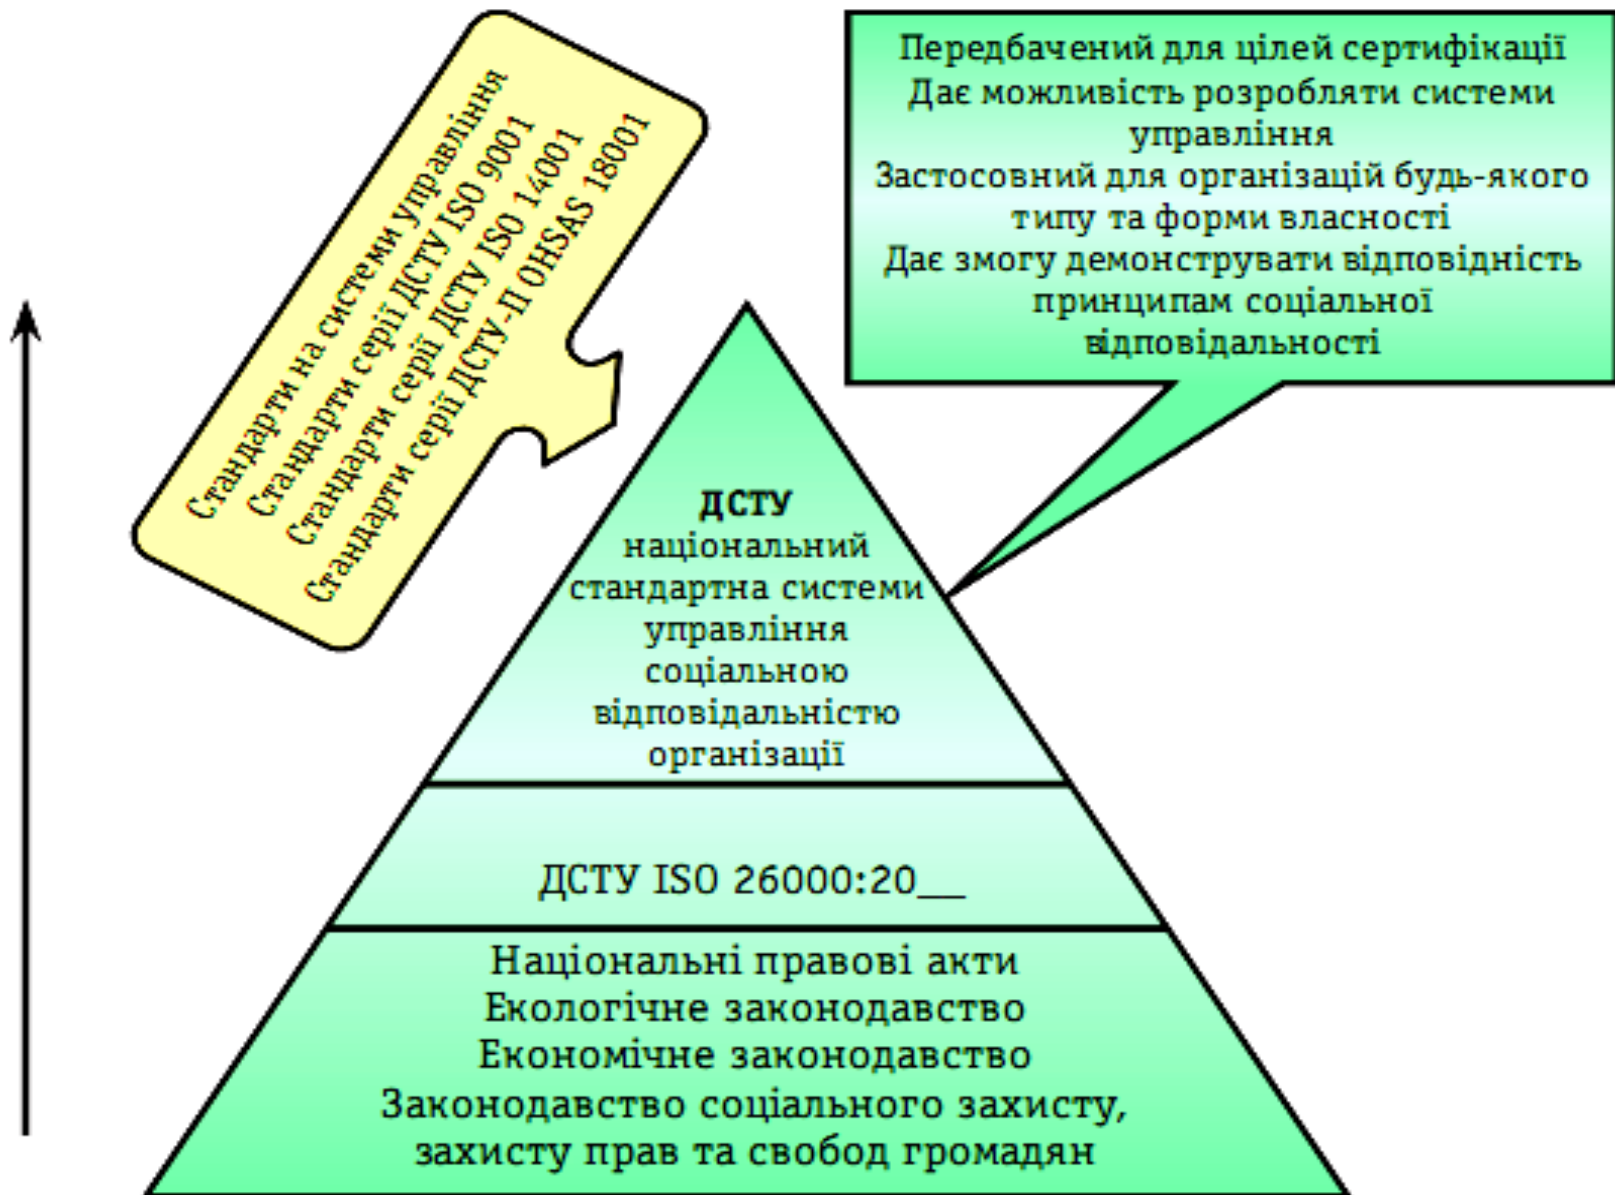 Стандарти на системи управління
Стандарти серії ДСТУ ISO 9001
Стандарти серії ДСТУ ISO 14001
Стандарти серії ДСТУ-П OHSAS 18001
Передбачений для цілей сертифікації
Дає можливість розробляти системи
управління
Застосовний для організацій будь-якого
типу та форми власності
Дає змогу демонструвати відповідність
принципам соціальної
відповідальності
ДСТУ
національний
стандартна системи
управління
соціальною
відповідальністю
організації
ДСТУ ISO 26000:20__
Національні правові акти
Екологічне законодавство
Економічне законодавство
Законодавство соціального захисту,
захисту прав та свобод громадян